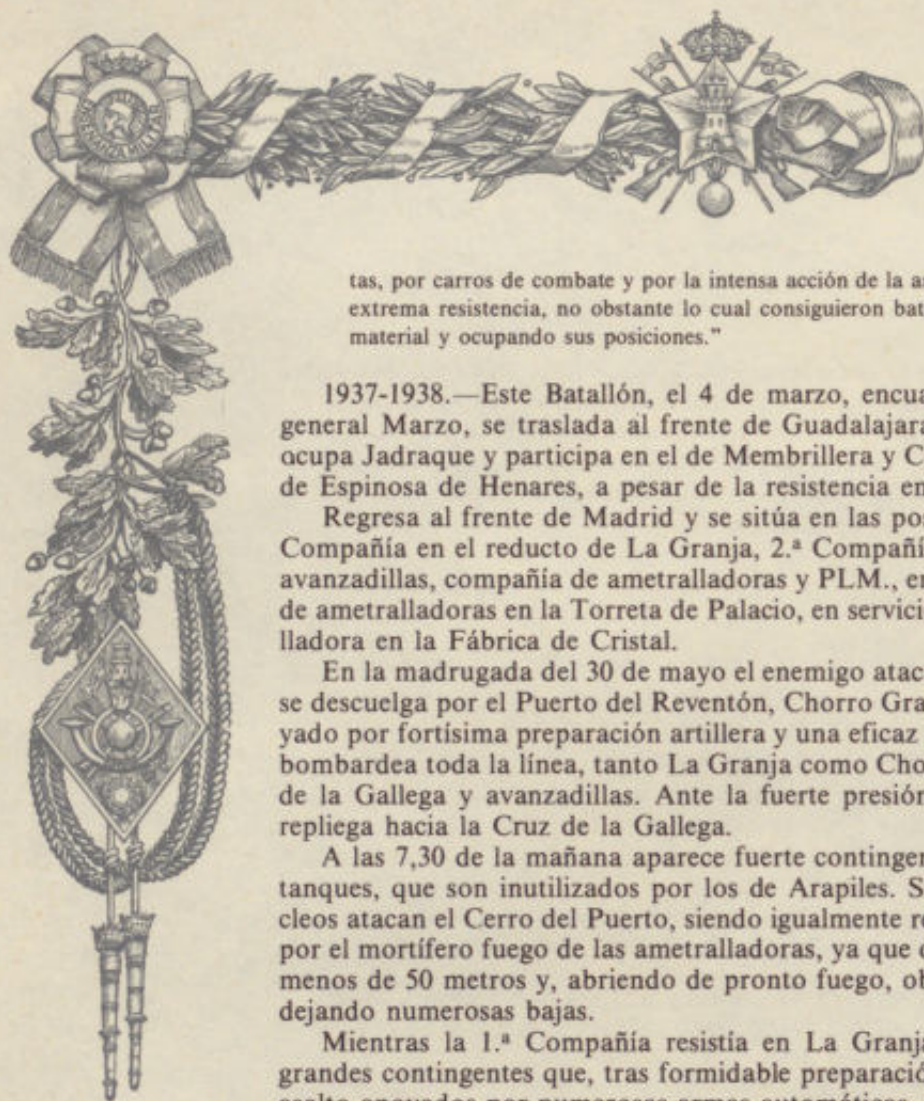 tas, por carros de combate y por la intensa acción de la a
extrema resistencia, no obstante lo cual consiguieron bat
material y ocupando sus posiciones."
1937-1938.—Este Batallón, el 4 de marzo, encua
general Marzo, se traslada al frente de Guadalajara
ocupa Jadraque y participa en el de Membrillera y C
de Espinosa de Henares, a pesar de la resistencia en
Regresa al frente de Madrid y se sitúa en las po
Compañía en el reducto de La Granja, 2.ª Compañí
avanzadillas, compañía de ametralladoras y PLM., en
de ametralladoras en la Torreta de Palacio, en servici
lladora en la Fábrica de Cristal.
En la madrugada del 30 de mayo el enemigo atac
se descuelga por el Puerto del Reventón, Chorro Gra
yado por fortísima preparación artillera y una eficaz
bombardea toda la línea, tanto La Granja como Cho
de la Gallega y avanzadillas. Ante la fuerte presión
repliega hacia la Cruz de la Gallega.
A las 7,30 de la mañana aparece fuerte continger
tanques, que son inutilizados por los de Arapiles. S
cleos atacan el Cerro del Puerto, siendo igualmente r
por el mortífero fuego de las ametralladoras, ya que
menos de 50 metros y, abriendo de pronto fuego, ob
dejando numerosas bajas.
Mientras la 1.ª Compañía resistía en La Granja
grandes contingentes que, tras formidable preparació